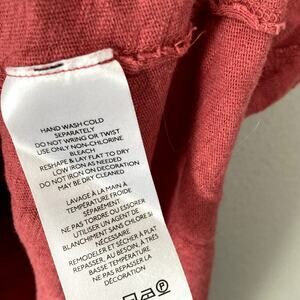 HAND WASH COLD
SEPARATELY
DO NOT WRING OR TWIST
USE ONLY NON-CHLORINE
BLEACH
RESHAPE & LAY FLAT TO DRY
LOW IRON AS NEEDED
DO NOT IRON ON DECORATION
MAY BE DRY CLEANED
LAVAGE À LA MAIN À
TEMPÉRATURE FROIDE
SÉPARÉMENT
NE PAS TORDRE OU ESSORER
UTILISER UN AGENT DE
BLANCHIMENT SANS CHLORE SI
NÉCESSAIRE
REMODELER ET SÉCHER À PLAT
REPASSER, AU BESOIN, À TRÈS
BASSE TEMPÉRATURE
NE PAS REPASSER LA
DÉCORATION